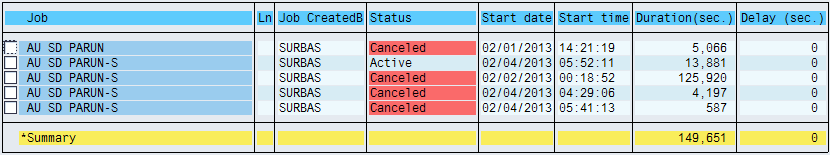 Job Ln Job CreatedB Status Start date Start time Duration(sec.) Delay (sec.)
AU SD PARUN SURBAS Canceled 02/01/2013 14:21:19 5,066 0
AU SD PARUN-S SURBAS Active 02/04/2013 05:52:11 13,881 0
AU SD PARUN-S SURBAS Canceled 02/02/2013 00:18:52 125,920 0
AU SD PARUN-S SURBAS Canceled 02/04/2013 04:29:06 4,197 0
AU SD PARUN-S SURBAS Canceled 02/04/2013 05:41:13 587 0
*Summary 149,651 0